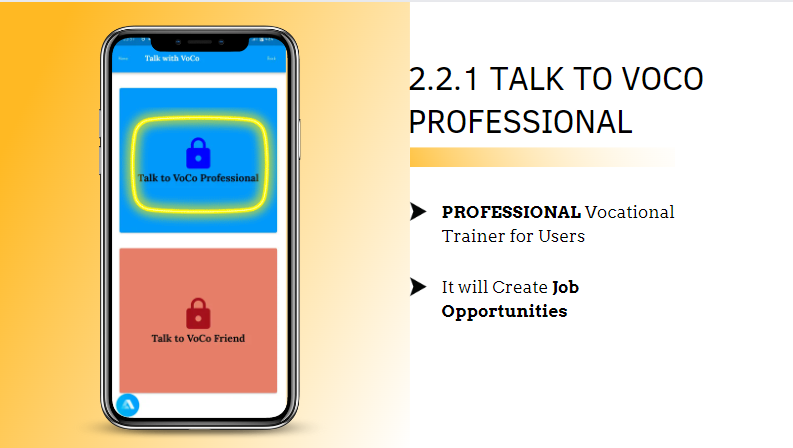 Talk with VoCo
Talk to VoCo Professional
Talk to VoCo Friend
2.2.1 TALK TO VOCO
PROFESSIONAL
PROFESSIONAL Vocational
Trainer for Users
It will Create Job
Opportunities